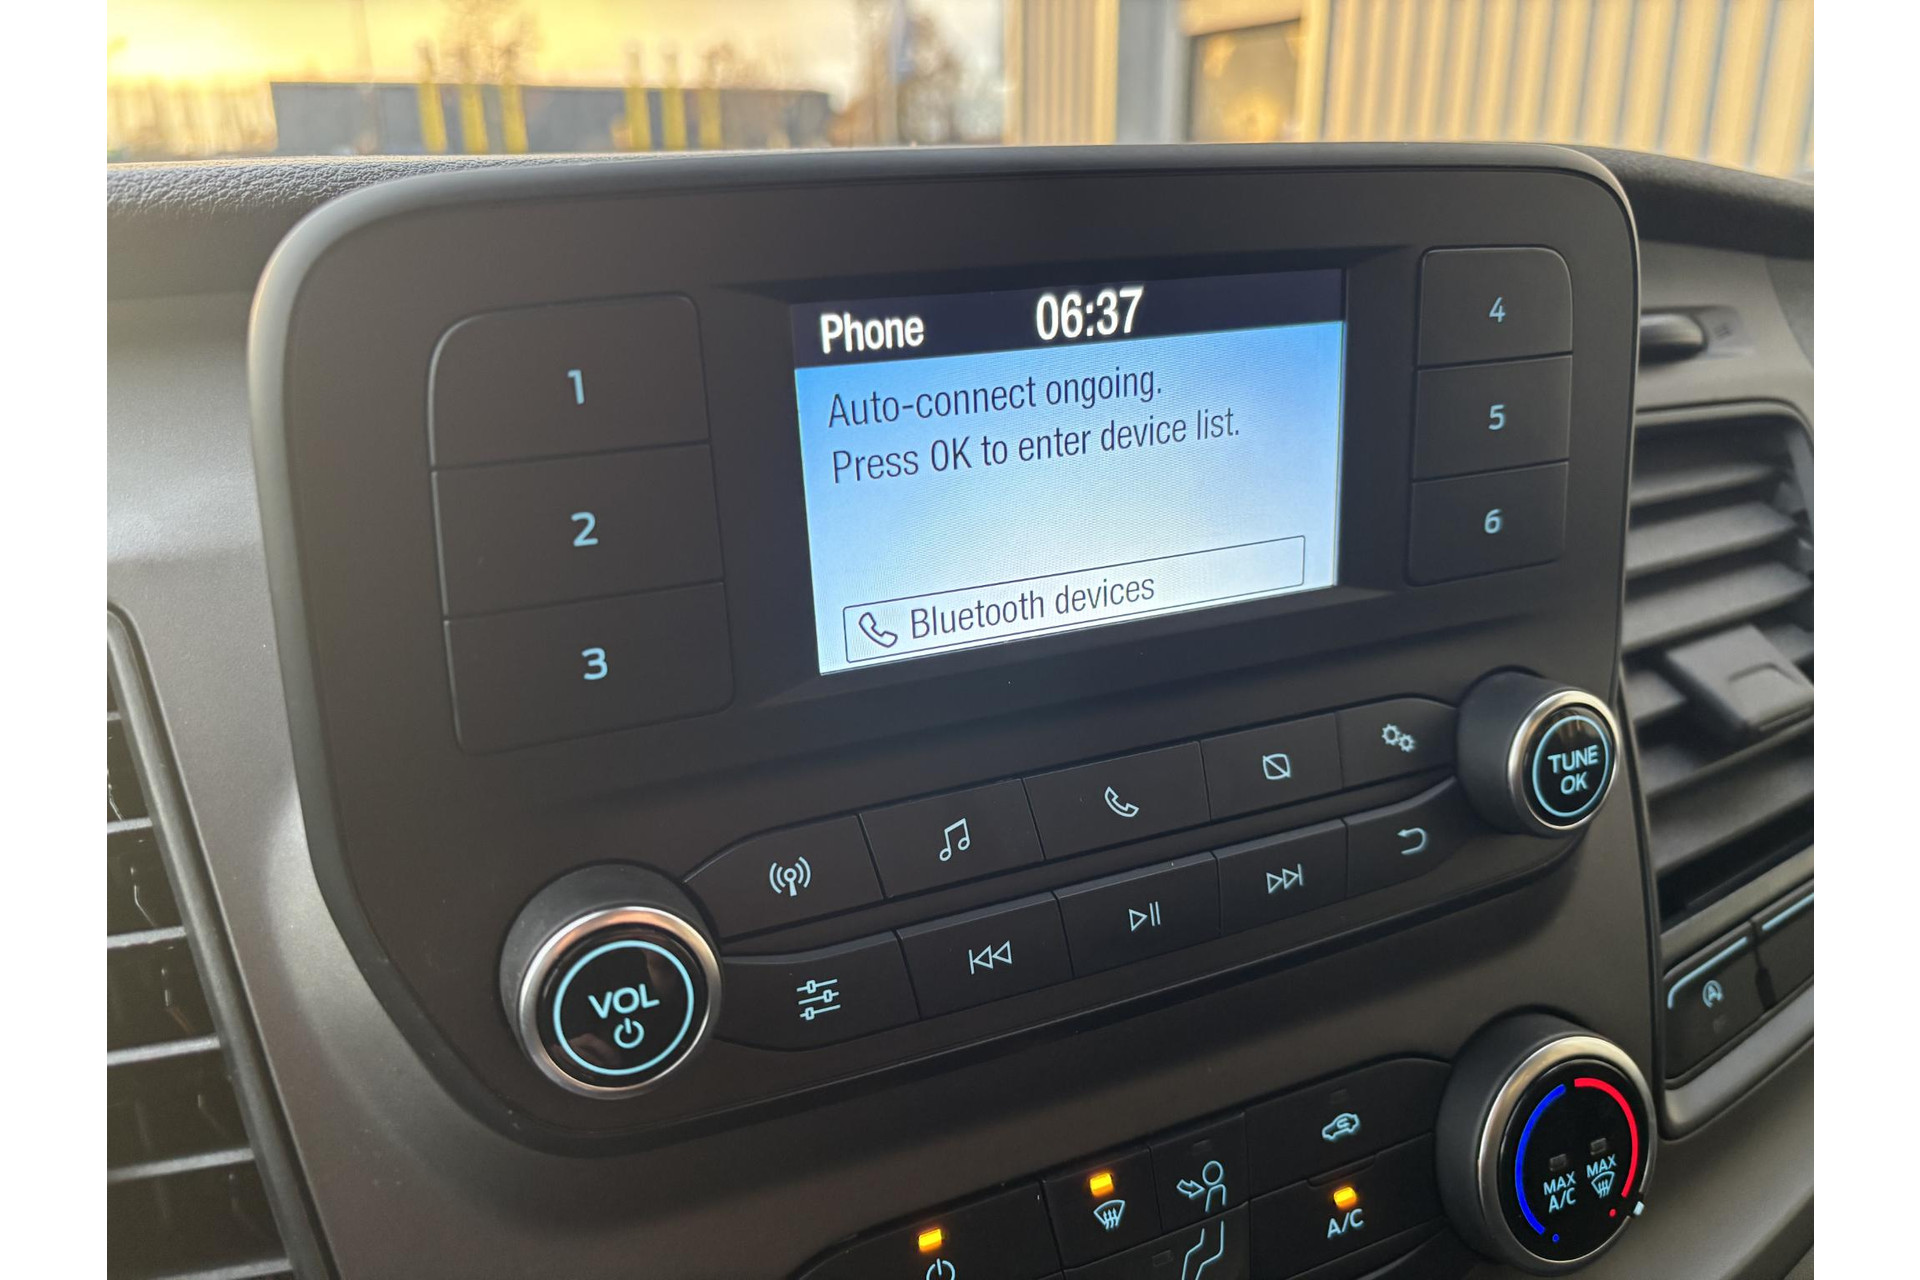 Phone 06:37
Auto-connect ongoing.
Press OK to enter device list.
Bluetooth devices
1
2
3
4
5
6
TUNE
OK
VOL
A
MAX
A/C
MAX
A/C